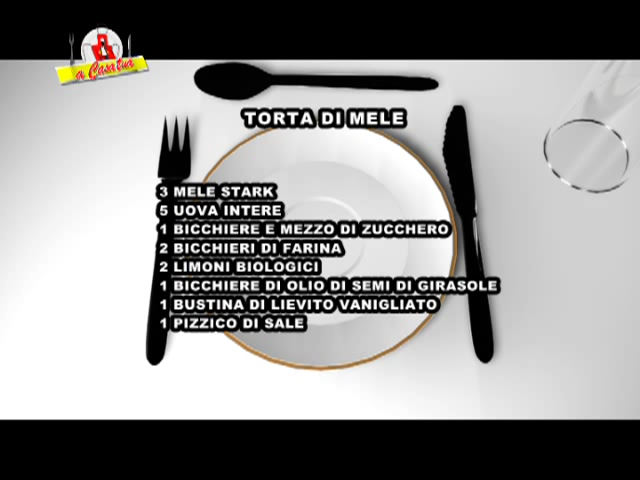 a Casa tua
TORTA DI MELE
3 MELE STARK
5 UOVA INTERE
1 BICCHIERE E MEZZO DI ZUCCHERO
2 BICCHIERI DI FARINA
2 LIMONI BIOLOGICI
1 BICCHIERE DI OLIO DI SEMI DI GIRASOLE
1 BUSTINA DI LIEVITO VANIGLIATO
1 PIZZICO DI SALE